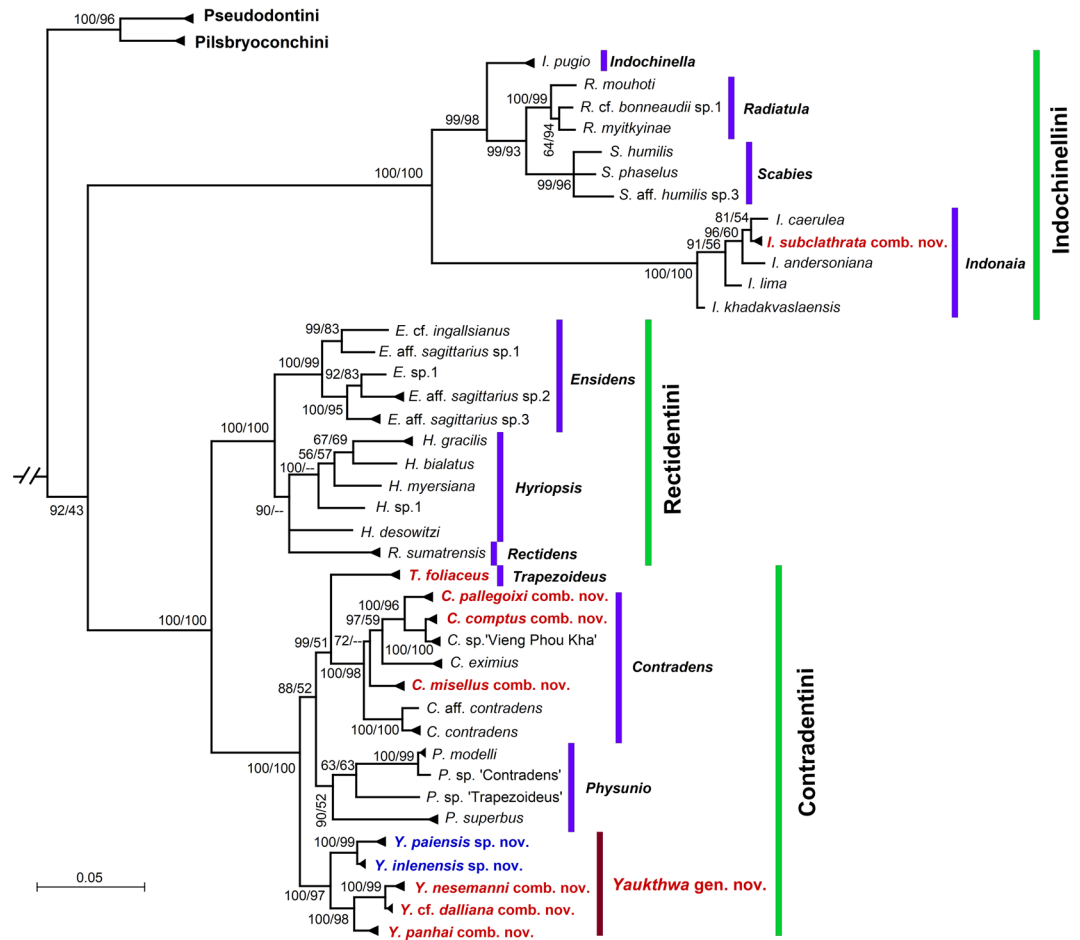 100/96
Pseudodontini
Pilsbryoconchini
I. pugio
Indochinella
R. mouhoti
100/99
R. cf. bonneaudii sp.1
Radiatula
99/98
R. myitkyinae
64/94
99/93
S. humilis
S. phaselus
Scabies
99/96
S. aff. humilis sp.3
100/100
Indochinellini
81/54
I. caerulea
96/60
I. subclathrata comb. nov.
91/56
I. andersoniana
Indonaia
100/100
I. lima
I. khadakvaslaensis
99/83
E. cf. ingallsianus
E. aff. sagittarius sp.1
100/99
92/83
E. sp.1
Ensidens
E. aff. sagittarius sp.2
100/95
E. aff. sagittarius sp.3
100/100
67/69
H. gracilis
56/57
H. bialatus
100/--
H. myersiana
Hyriopsis
H. sp.1
90/--
H. desowitzi
R. sumatrensis
Rectidens
Rectidentini
92/43
T. foliaceus
Trapezoideus
100/96
C. pallegoixi comb. nov.
97/59
C. comptus comb. nov.
100/100
99/51
72/--
C. sp.'Vieng Phou Kha'
100/100
C. eximius
Contradens
100/98
C. misellus comb. nov.
88/52
C. aff. contradens
100/100
C. contradens
Contradentini
100/99
P. modelli
100/100
63/63
P. sp. 'Contradens'
P. sp. 'Trapezoideus'
Physunio
90/52
P. superbus
100/99
Y. paiensis sp. nov.
Y. inlenensis sp. nov.
100/97
100/99
Y. nesemanni comb. nov.
Yaukthwa gen. nov.
Y. cf. dalliana comb. nov.
100/98
Y. panhai comb. nov.
0.05